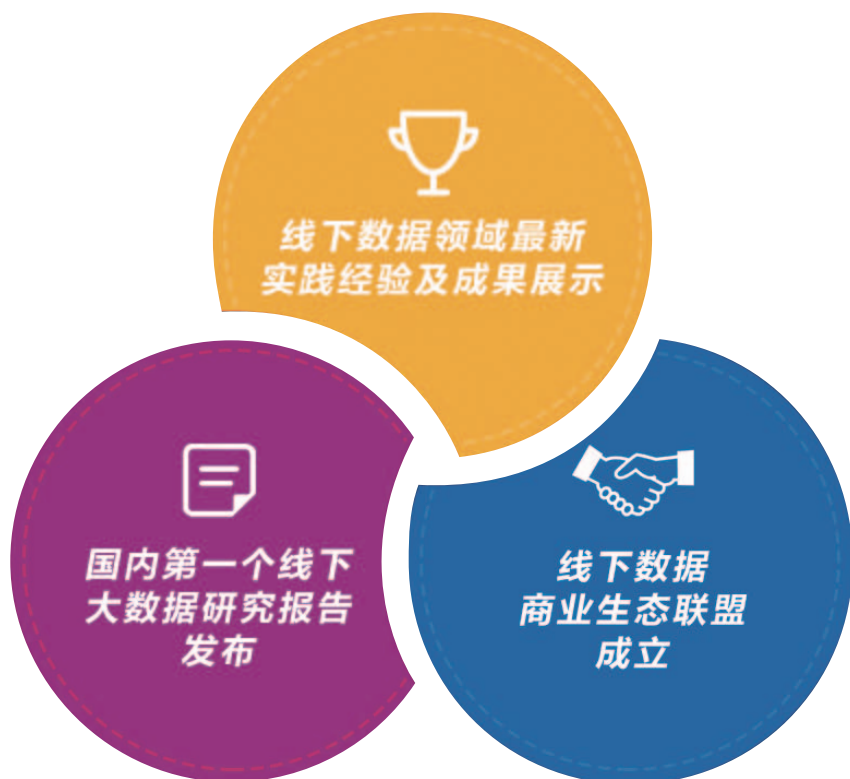 线下数据领域最新
实践经验及成果展示
国内第一个线下
大数据研究报告
发布
线下数据
商业生态联盟
成立